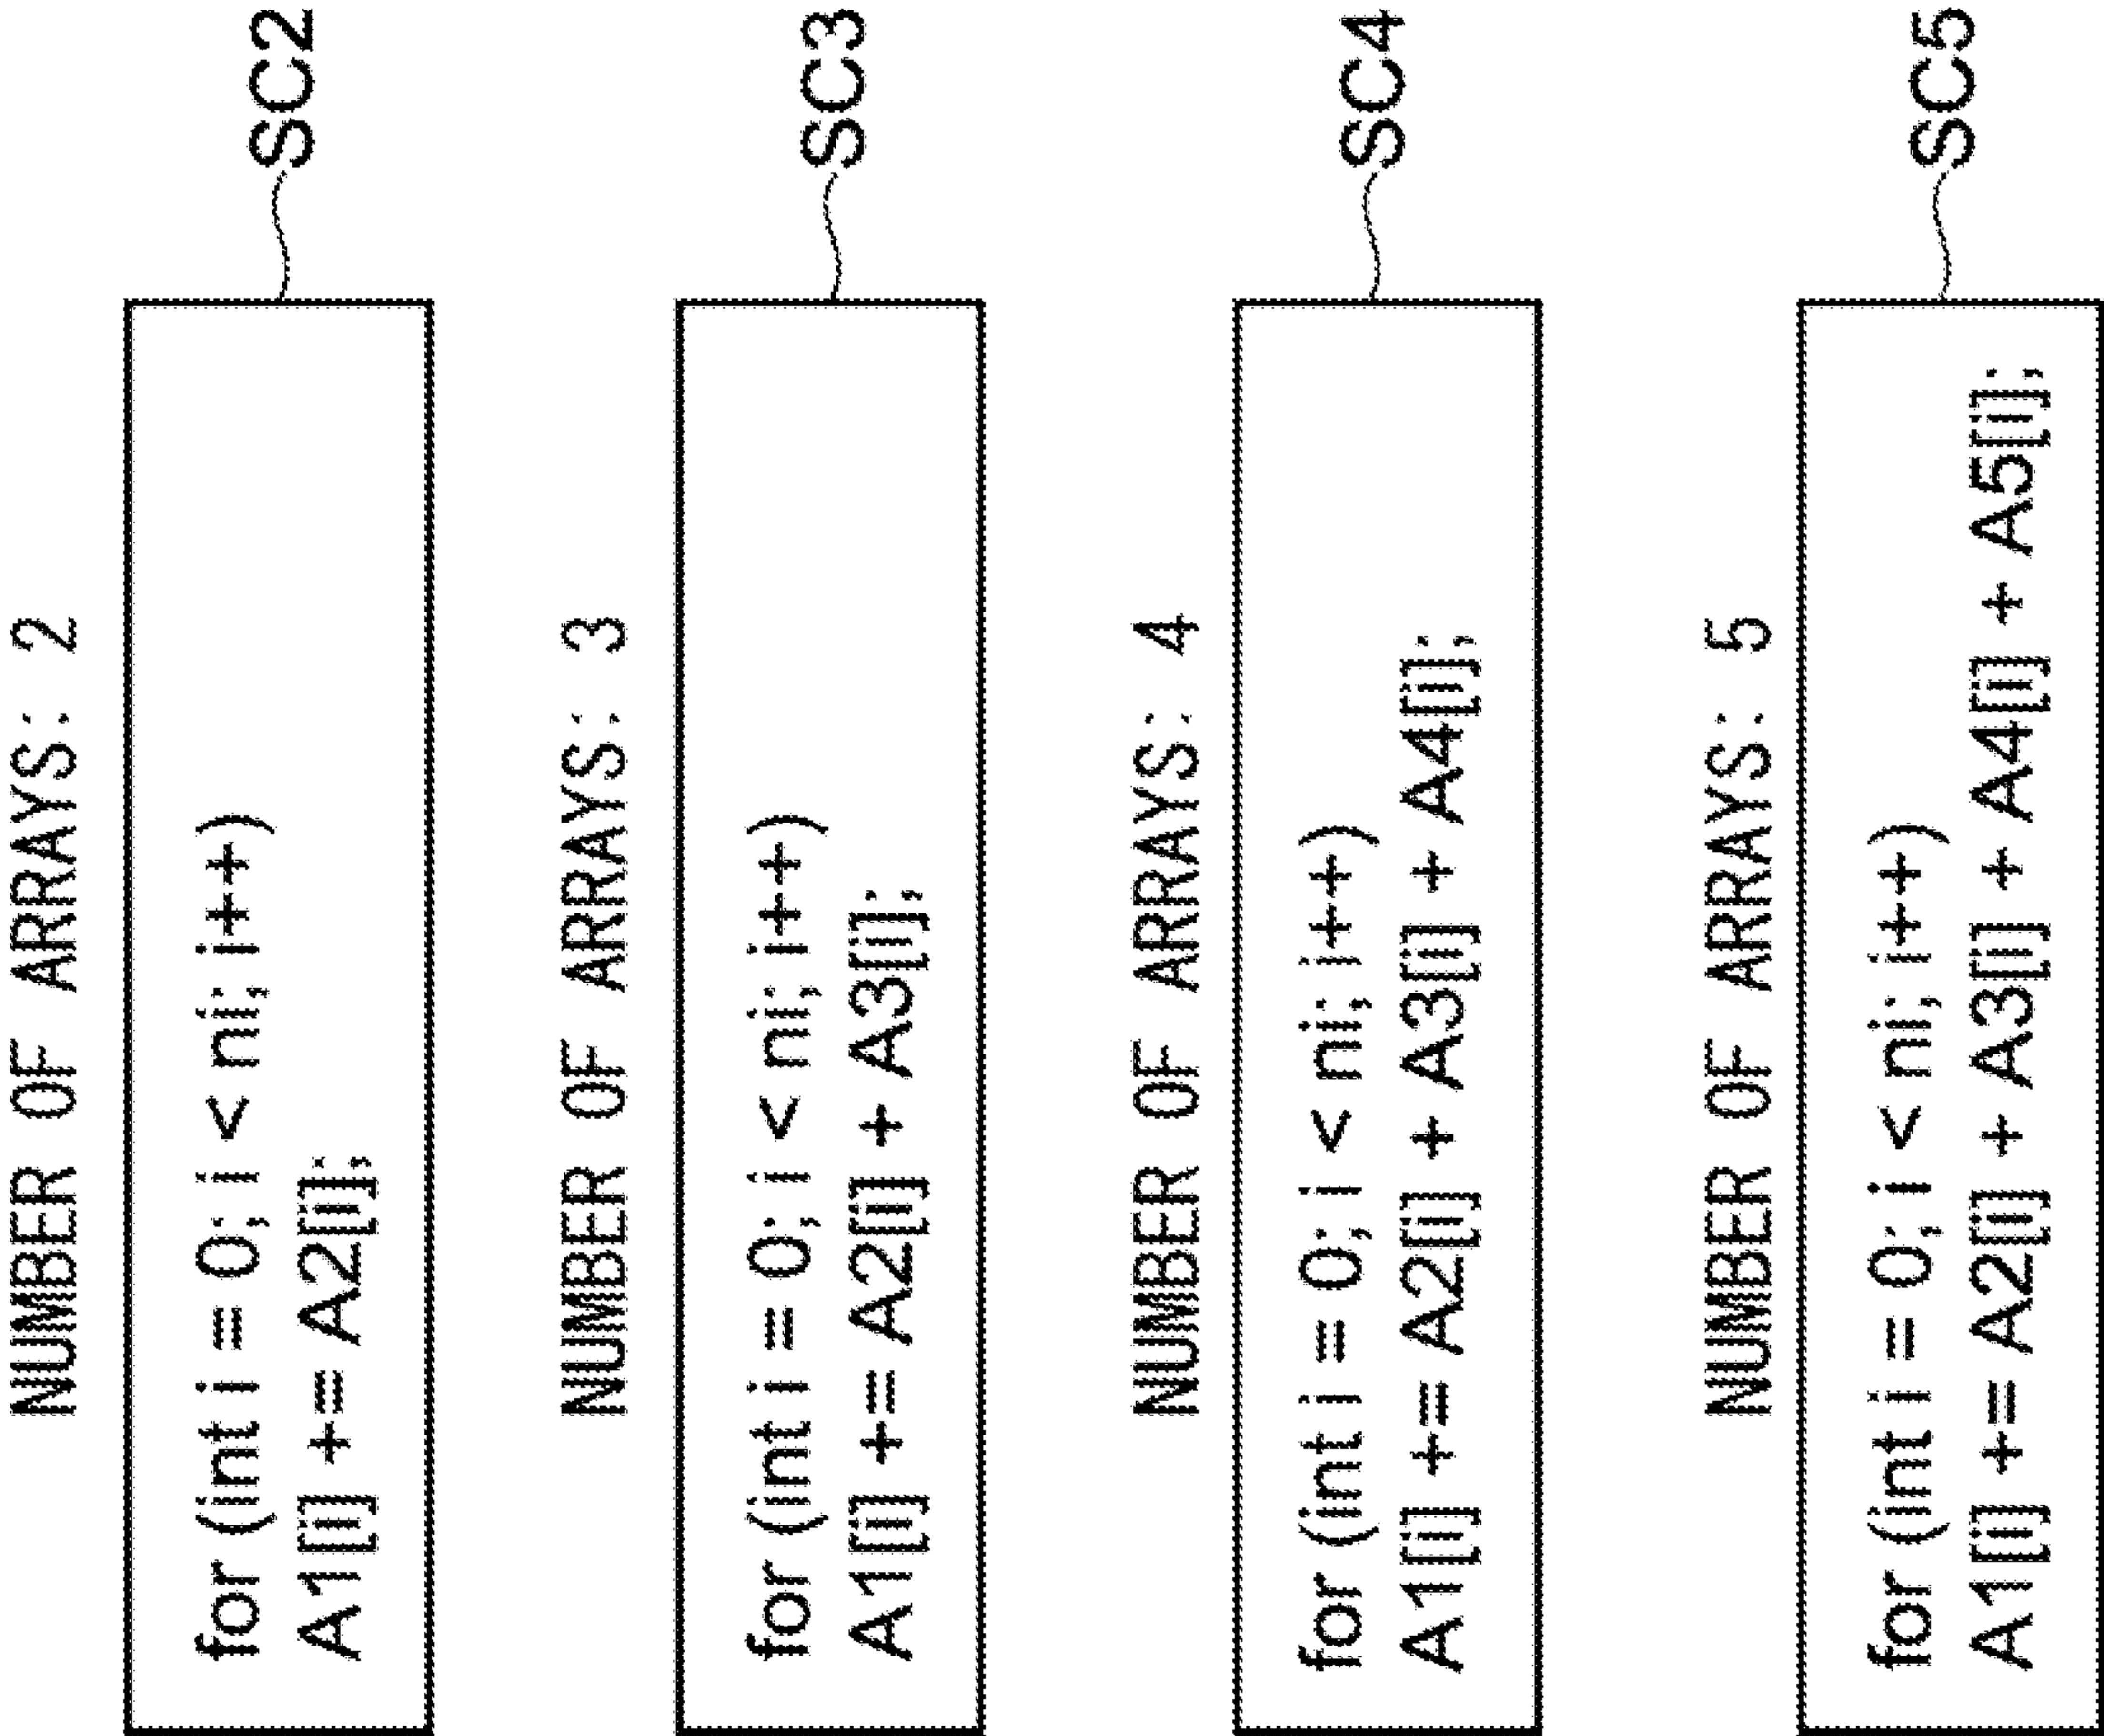 NUMBER OF ARRAYS: 2
for (int i = 0; i < ni; i++)
A1[i] += A2[i];
SC2
NUMBER OF ARRAYS: 3
for (int i = 0; i < ni; i++)
A1[i] += A2[i] + A3[i];
SC3
NUMBER OF ARRAYS: 4
for (int i = 0; i < ni; i++)
A1[i] += A2[i] + A3[i] + A4[i];
SC4
NUMBER OF ARRAYS: 5
for (int i = 0; i < ni; i++)
A1[i] += A2[i] + A3[i] + A4[i] + A5[i];
SC5